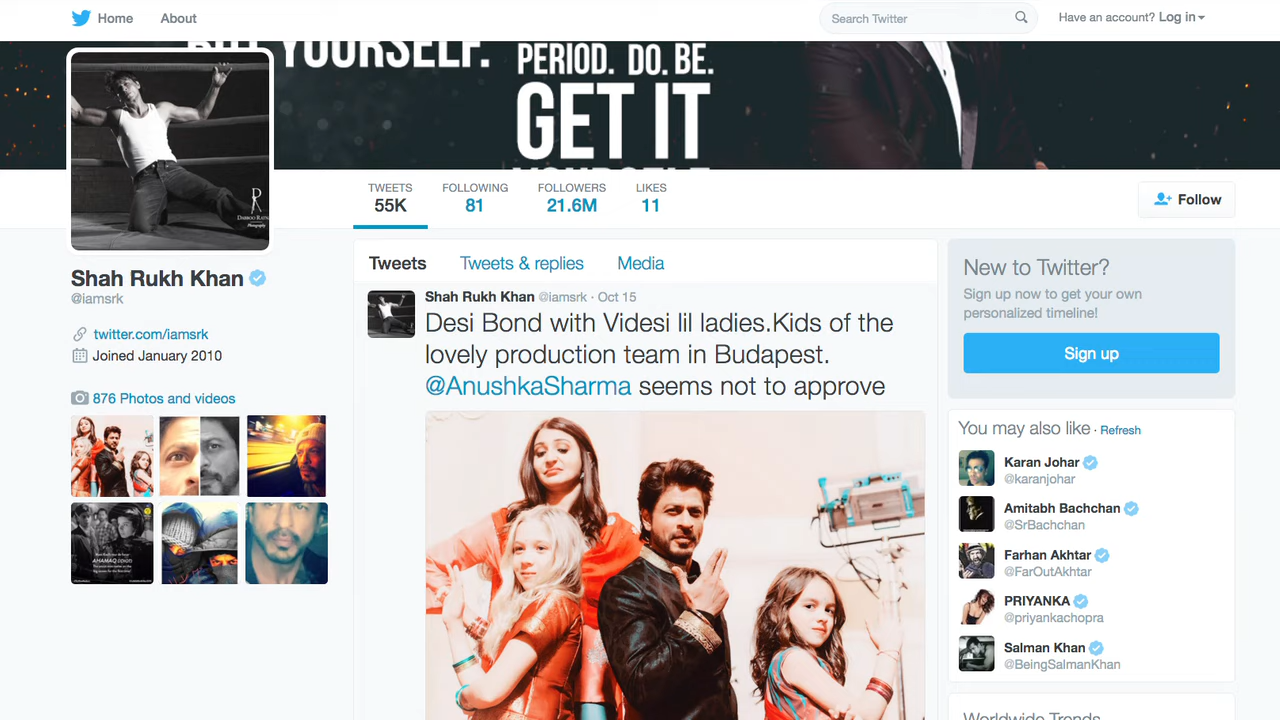 Home
About
Search Twitter
Have an account? Log in
YOURSELF.
PERIOD. DO. BE.
GET IT
TWEETS
55K
FOLLOWING
81
FOLLOWERS
21.6M
LIKES
11
Follow
Shah Rukh Khan
@iamsrk
twitter.com/iamsrk
Joined January 2010
876 Photos and videos
Tweets
Tweets & replies
Media
Shah Rukh Khan @iamsrk · Oct 15
Desi Bond with Videsi lil ladies.Kids of the
lovely production team in Budapest.
@AnushkaSharma seems not to approve
New to Twitter?
Sign up now to get your own
personalized timeline!
Sign up
You may also like · Refresh
Karan Johar
@karanjohar
Amitabh Bachchan
@SrBachchan
Farhan Akhtar
@FarOutAkhtar
PRIYANKA
@priyankachopra
Salman Khan
@BeingSalmanKhan
Worldwide Trends